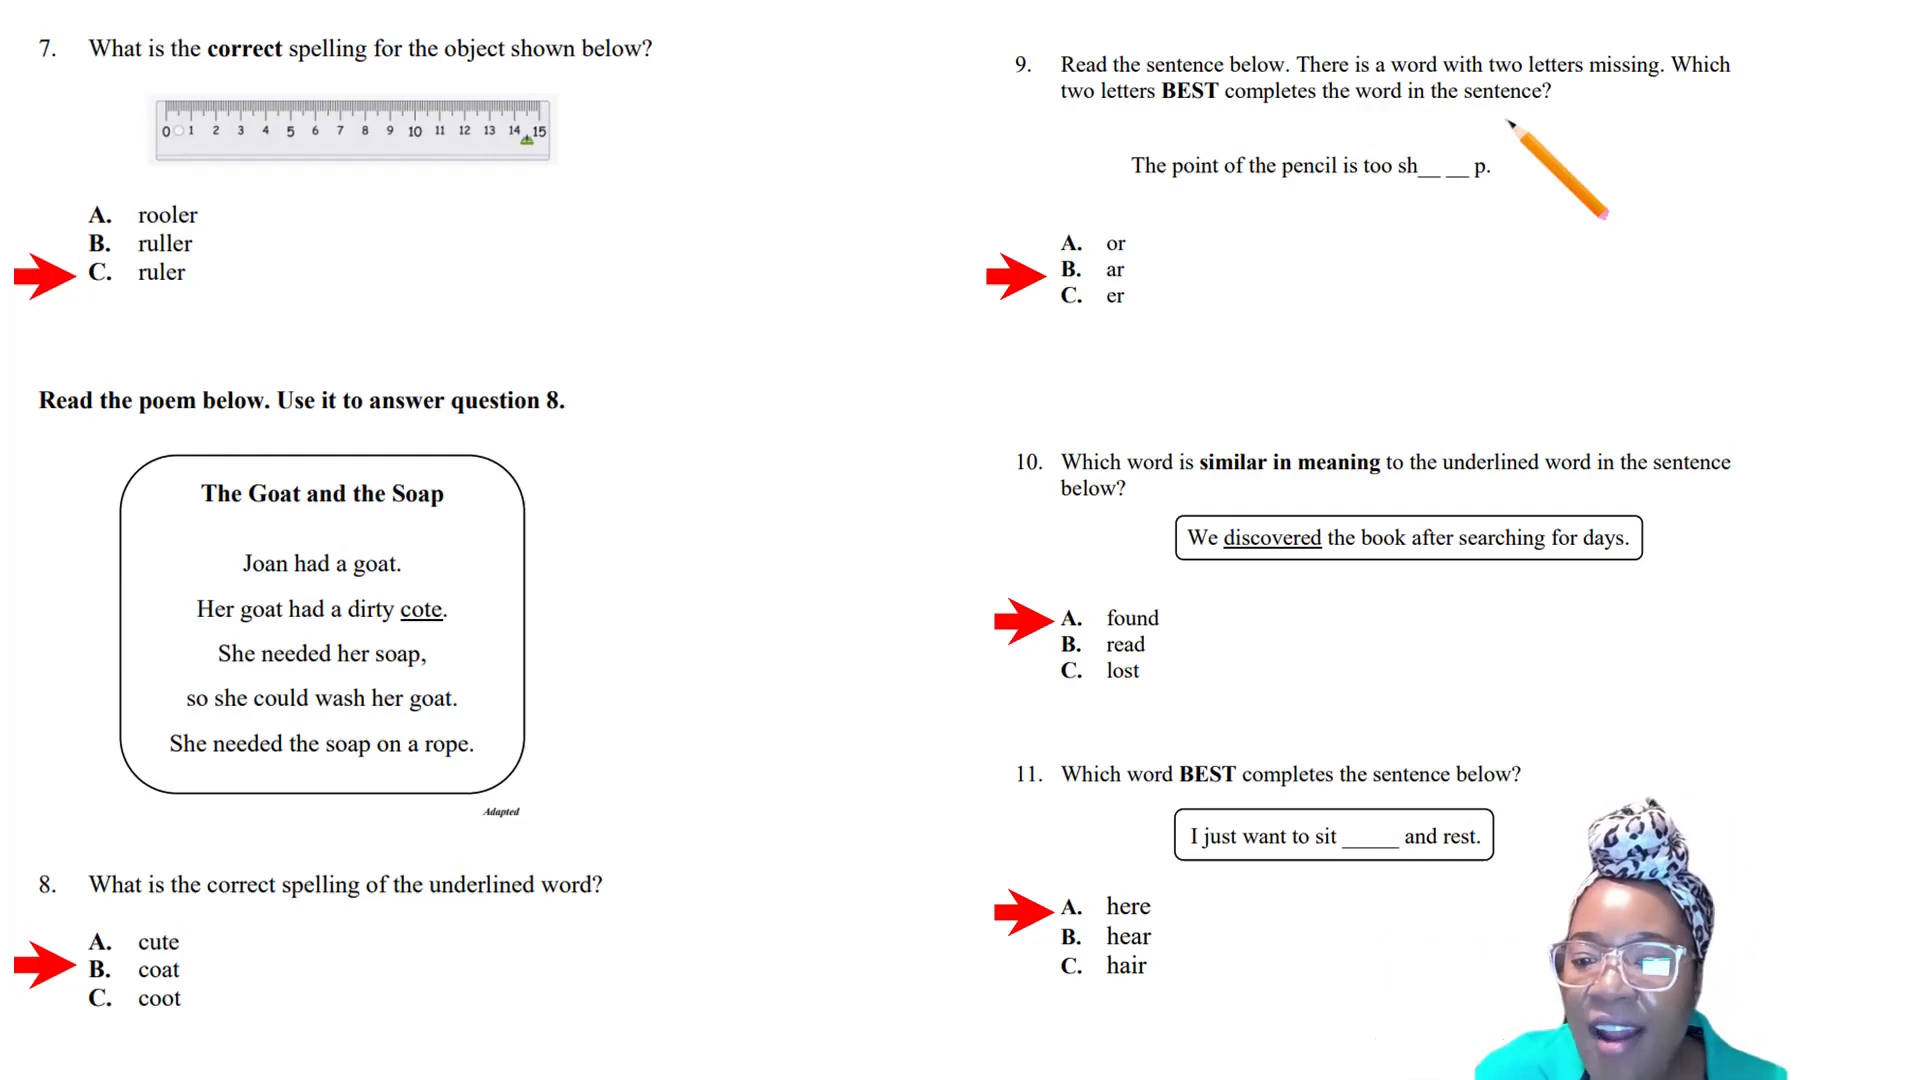 7. What is the correct spelling for the object shown below?
0 1 2 3 4 5 6 7 8 9 10 11 12 13 14 15
A. rooler
B. ruller
C. ruler
Read the poem below. Use it to answer question 8.
The Goat and the Soap
Joan had a goat.
Her goat had a dirty cote.
She needed her soap,
so she could wash her goat.
She needed the soap on a rope.
Adapted
8. What is the correct spelling of the underlined word?
A. cute
B. coat
C. coot
9. Read the sentence below. There is a word with two letters missing. Which
two letters BEST completes the word in the sentence?
The point of the pencil is too sh__ __ p.
A. or
B. ar
C. er
10. Which word is similar in meaning to the underlined word in the sentence
below?
We discovered the book after searching for days.
A. found
B. read
C. lost
11. Which word BEST completes the sentence below?
I just want to sit _____ and rest.
A. here
B. hear
C. hair